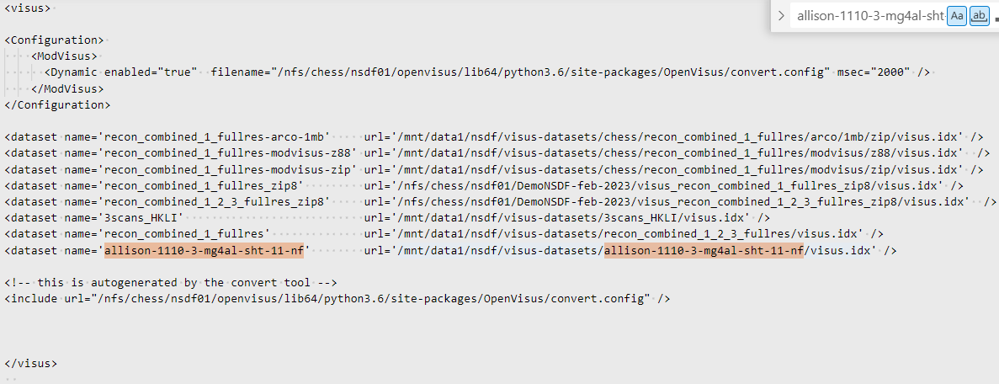 <visus>
allison-1110-3-mg4al-sht- Aa ab
<Configuration>
<ModVisus>
<Dynamic enabled="true" filename="/nfs/chess/nsdf01/openvisus/lib64/python3.6/site-packages/OpenVisus/convert.config" msec="2000" />
</ModVisus>
</Configuration>
<dataset name='recon_combined_1_fullres-arco-1mb' url='/mnt/data1/nsdf/visus-datasets/chess/recon_combined_1_fullres/arco/1mb/zip/visus.idx' />
<dataset name='recon_combined_1_fullres-modvisus-z88' url='/mnt/data1/nsdf/visus-datasets/chess/recon_combined_1_fullres/modvisus/z88/visus.idx' />
<dataset name='recon_combined_1_fullres-modvisus-zip' url='/mnt/data1/nsdf/visus-datasets/chess/recon_combined_1_fullres/modvisus/zip/visus.idx' />
<dataset name='recon_combined_1_fullres_zip8' url='/nfs/chess/nsdf01/DemoNSDF-feb-2023/visus_recon_combined_1_fullres_zip8/visus.idx' />
<dataset name='recon_combined_1_2_3_fullres_zip8' url='/nfs/chess/nsdf01/DemoNSDF-feb-2023/visus_recon_combined_1_2_3_fullres_zip8/visus.idx' />
<dataset name='3scans_HKLI' url='/mnt/data1/nsdf/visus-datasets/3scans_HKLI/visus.idx' />
<dataset name='recon_combined_1_fullres' url='/mnt/data1/nsdf/visus-datasets/recon_combined_1_2_3_fullres/visus.idx' />
<dataset name='allison-1110-3-mg4al-sht-11-nf' url='/mnt/data1/nsdf/visus-datasets/allison-1110-3-mg4al-sht-11-nf/visus.idx' />
<!-- this is autogenerated by the convert tool -->
<include url="/nfs/chess/nsdf01/openvisus/lib64/python3.6/site-packages/OpenVisus/convert.config" />
</visus>